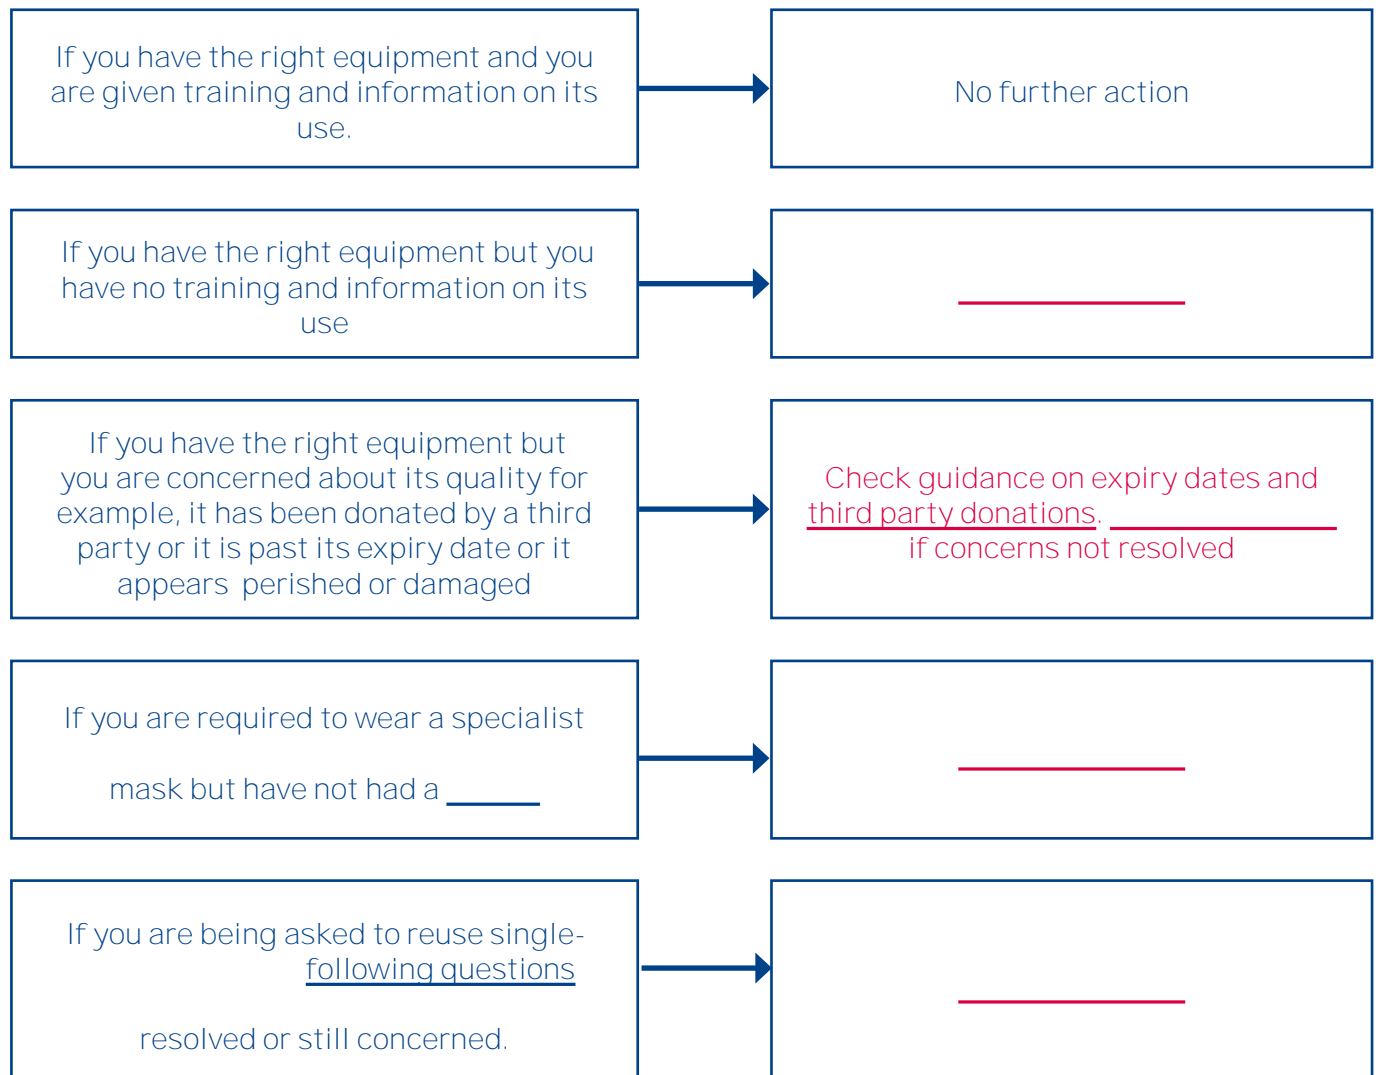 If you have the right equipment and you
are given training and information on its
use.
No further action
If you have the right equipment but you
have no training and information on its
use
If you have the right equipment but
you are concerned about its quality for
example, it has been donated by a third
party or it is past its expiry date or it
appears perished or damaged
Check guidance on expiry dates and
third party donations.
if concerns not resolved
If you are required to wear a specialist
mask but have not had a
If you are being asked to reuse single-
following questions
resolved or still concerned.